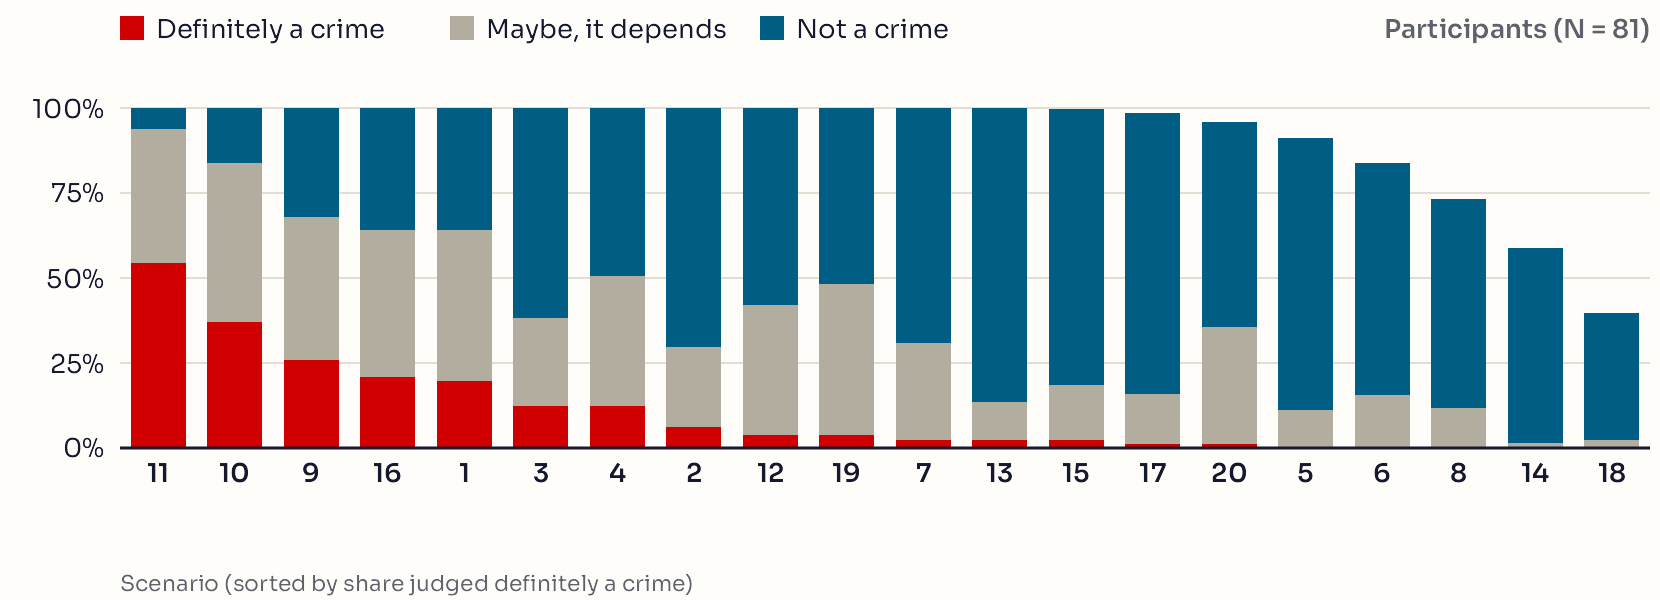 Definitely a crime Maybe, it depends Not a crime Participants (N = 81)
100%
75%
50%
25%
0%
11 10 9 16 1 3 4 2 12 19 7 13 15 17 20 5 6 8 14 18
Scenario (sorted by share judged definitely a crime)